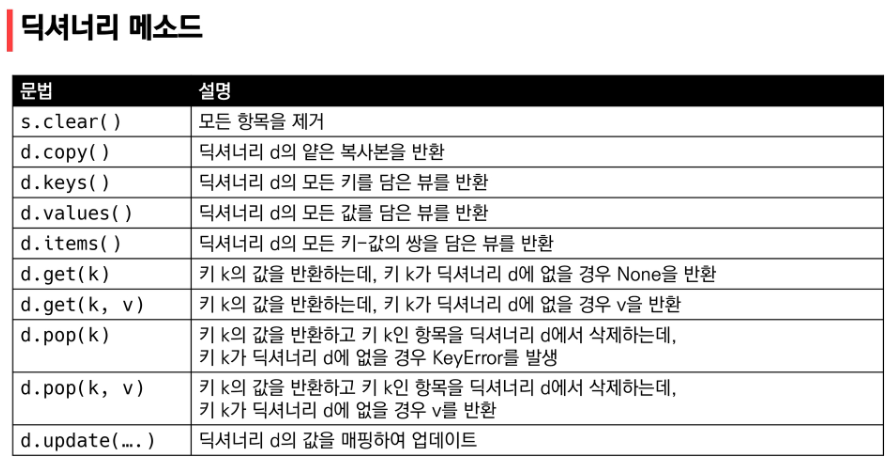 딕셔너리 메소드
문법 설명
s.clear() 모든 항목을 제거
d.copy() 딕셔너리 d의 얕은 복사본을 반환
d.keys() 딕셔너리 d의 모든 키를 담은 뷰를 반환
d.values() 딕셔너리 d의 모든 값를 담은 뷰를 반환
d.items() 딕셔너리 d의 모든 키-값의 쌍을 담은 뷰를 반환
d.get(k) 키 k의 값을 반환하는데, 키 k가 딕셔너리 d에 없을 경우 None을 반환
d.get(k, v) 키 k의 값을 반환하는데, 키 k가 딕셔너리 d에 없을 경우 v을 반환
d.pop(k) 키 k의 값을 반환하고 키 k인 항목을 딕셔너리 d에서 삭제하는데,
키 k가 딕셔너리 d에 없을 경우 KeyError를 발생
d.pop(k, v) 키 k의 값을 반환하고 키 k인 항목을 딕셔너리 d에서 삭제하는데,
키 k가 딕셔너리 d에 없을 경우 v를 반환
d.update(….) 딕셔너리 d의 값을 매핑하여 업데이트